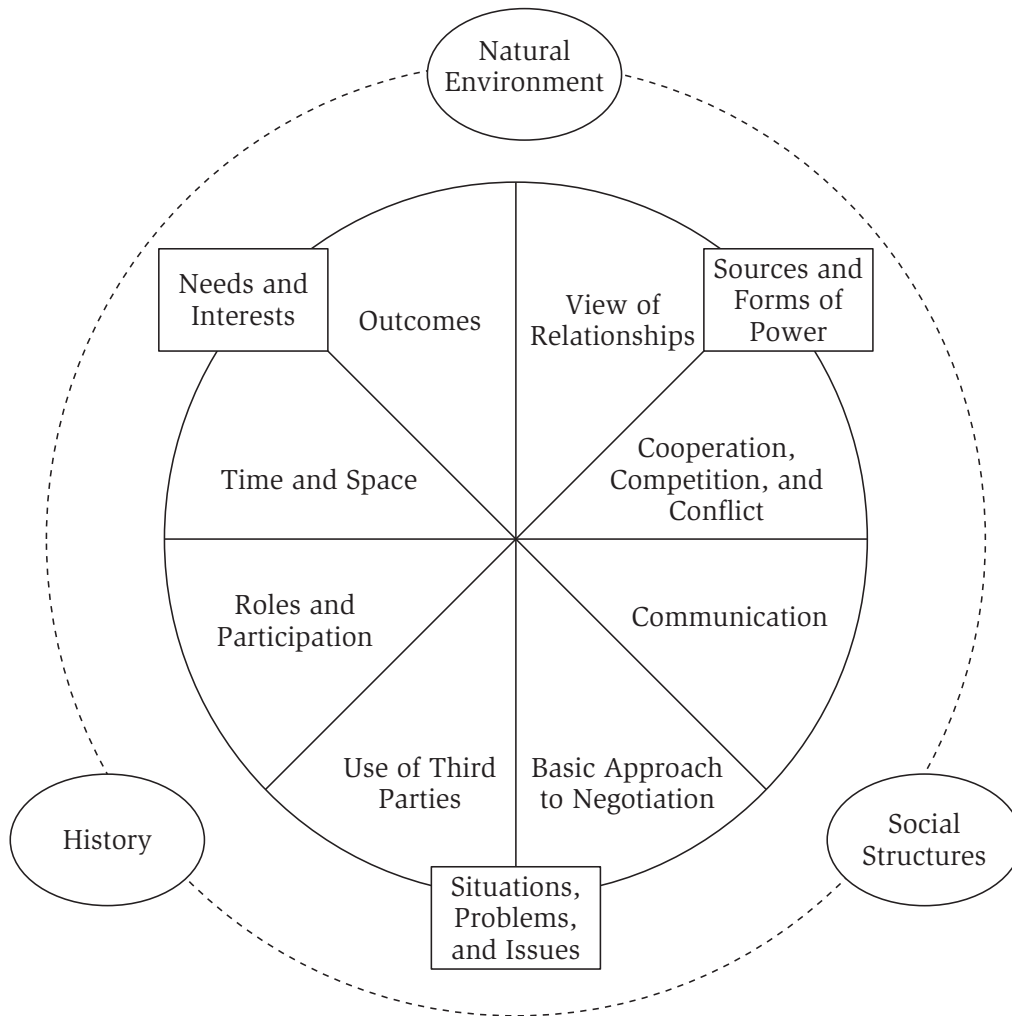 Natural
Environment
Needs and
Interests
Outcomes
View of
Relationships
Sources and
Forms of
Power
Time and Space
Cooperation,
Competition, and
Conflict
Roles and
Participation
Communication
Use of Third
Parties
Basic Approach
to Negotiation
History
Social
Structures
Situations,
Problems,
and Issues